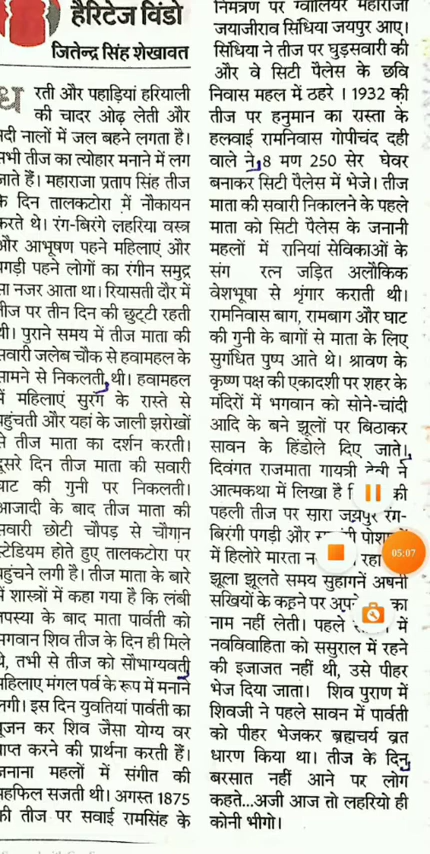 हैरिटेज विंडो
जितेन्द्र सिंह शेखावत
धरती और पहाड़ियां हरियाली
की चादर ओढ़ लेती और
नदी नालों में जल बहने लगता है।
सभी तीज का त्योहार मनाने में लग
जाते हैं। महाराजा प्रताप सिंह तीज
के दिन तालकटोरा में नौकायन
करते थे। रंग-बिरंगे लहरिया वस्त्र
और आभूषण पहने महिलाएं और
पगड़ी पहने लोगों का रंगीन समुद्र
सा नजर आता था। रियासती दौर में
तीज पर तीन दिन की छुट्टी रहती
थी। पुराने समय में तीज माता की
सवारी जलेब चौक से हवामहल के
सामने से निकलती थी। हवामहल
में महिलाएं सुरंग के रास्ते से
पहुंचती और यहां के जाली झरोखों
से तीज माता का दर्शन करती।
दूसरे दिन तीज माता की सवारी
घाट की गुनी पर निकलती।
आजादी के बाद तीज माता की
सवारी छोटी चौपड़ से चौगान
स्टेडियम होते हुए तालकटोरा पर
पहुंचने लगी है। तीज माता के बारे
में शास्त्रों में कहा गया है कि लंबी
तपस्या के बाद माता पार्वती को
भगवान शिव तीज के दिन ही मिले
थे, तभी से तीज को सौभाग्यवती
महिलाए मंगल पर्व के रूप में मनाने
लगी। इस दिन युवतियां पार्वती का
पूजन कर शिव जैसा योग्य वर
प्राप्त करने की प्रार्थना करती हैं।
जनाना महलों में संगीत की
महफिल सजती थी। अगस्त 1875
की तीज पर सवाई रामसिंह के
निमंत्रण पर ग्वालियर महाराजा
जयाजीराव सिंधिया जयपुर आए।
सिंधिया ने तीज पर घुड़सवारी की
और वे सिटी पैलेस के छवि
निवास महल में ठहरे । 1932 की
तीज पर हनुमान का रास्ता के
हलवाई रामनिवास गोपीचंद दही
वाले ने 8 मण 250 सेर घेवर
बनाकर सिटी पैलेस में भेजे। तीज
माता की सवारी निकालने के पहले
माता को सिटी पैलेस के जनानी
महलों में रानियां सेविकाओं के
संग रत्न जड़ित अलौकिक
वेशभूषा से श्रृंगार कराती थी।
रामनिवास बाग, रामबाग और घाट
की गुनी के बागों से माता के लिए
सुगंधित पुष्प आते थे। श्रावण के
कृष्ण पक्ष की एकादशी पर शहर के
मंदिरों में भगवान को सोने-चांदी
आदि के बने झूलों पर बिठाकर
सावन के हिंडोले दिए जाते।
दिवंगत राजमाता गायत्री देवी ने
आत्मकथा में लिखा है की
पहली तीज पर सारा जयपुर रंग-
बिरंगी पगड़ी और
में हिलोरे मारता रहा
झूला झूलते समय सुहागनें अपनी
सखियों के कहने पर का
नाम नहीं लेती। पहले में
नवविवाहिता को ससुराल में रहने
की इजाजत नहीं थी, उसे पीहर
भेज दिया जाता। शिव पुराण में
शिवजी ने पहले सावन में पार्वती
को पीहर भेजकर ब्रह्मचर्य व्रत
धारण किया था। तीज के दिन
बरसात नहीं आने पर लोग
कहते...अजी आज तो लहरियो ही
कोनी भीगो।
05:07